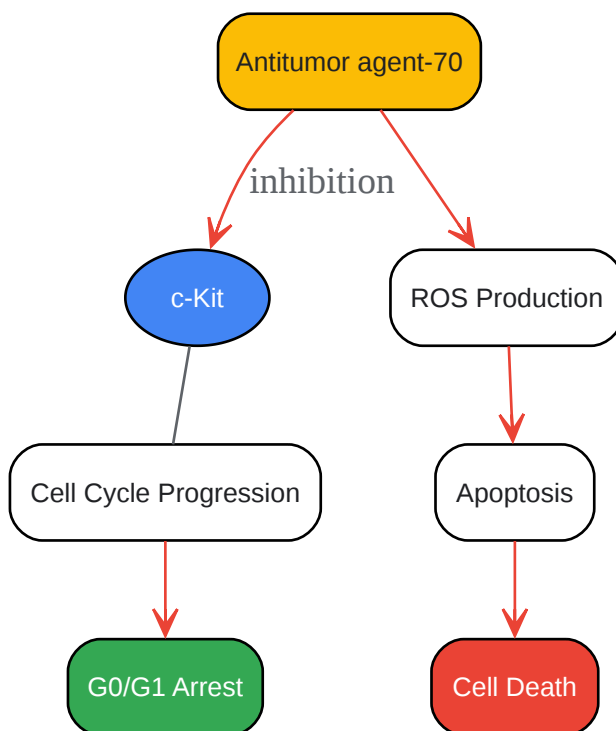 Antitumor agent-70
inhibition
c-Kit
ROS Production
Cell Cycle Progression
Apoptosis
G0/G1 Arrest
Cell Death